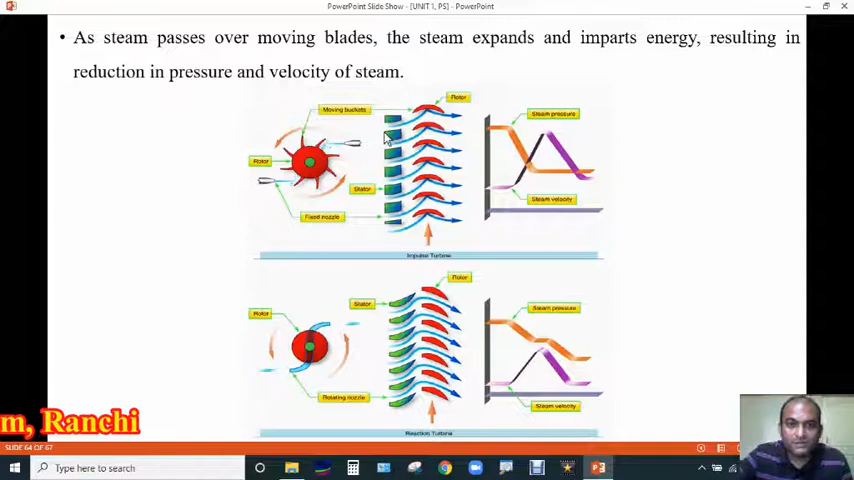 PowerPoint Slide Show - [UNIT 1, PS] - PowerPoint
• As steam passes over moving blades, the steam expands and imparts energy, resulting in
reduction in pressure and velocity of steam.
Rotor
Moving buckets
Steam pressure
Rotor
Stator
Steam velocity
Fixed nozzle
Impulse Turbine
Rotor
Stator
Steam pressure
Rotor
Rotating nozzle
Steam velocity
Reaction Turbine
m, Ranchi
SLIDE 64 OF 67
Type here to search